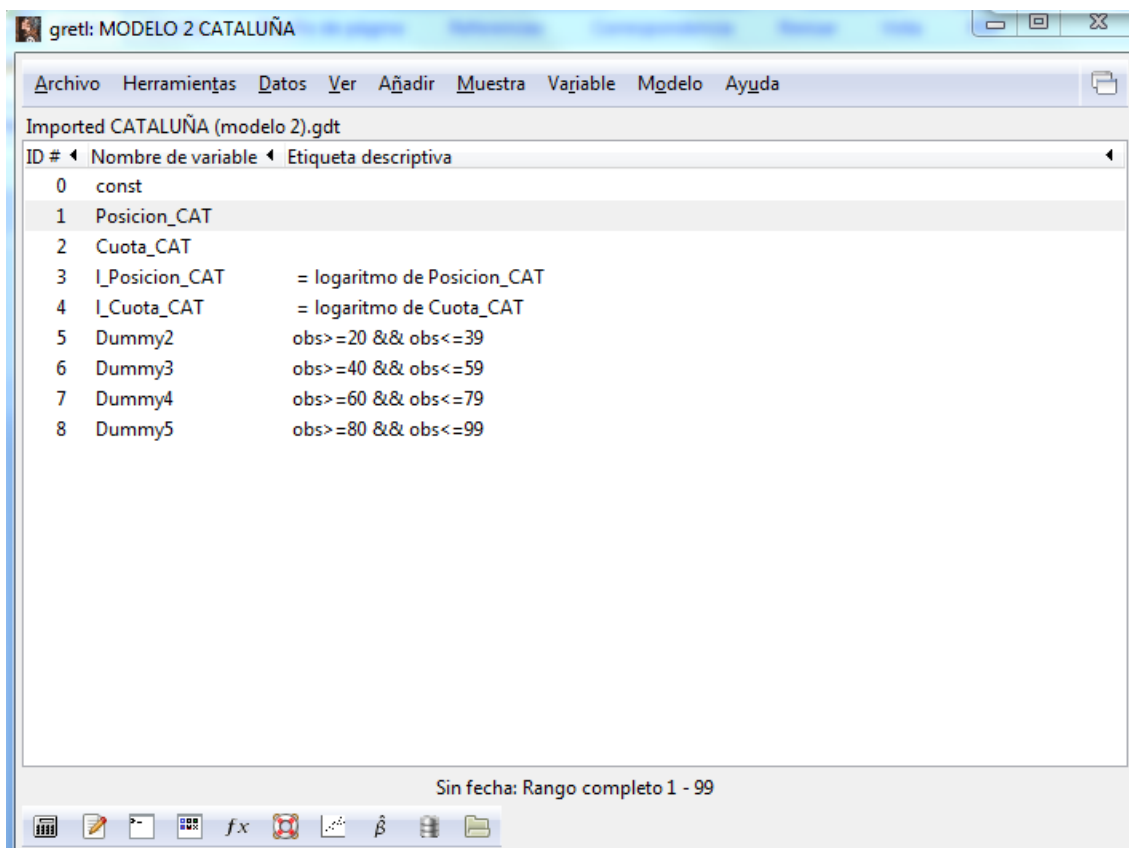 gretl: MODELO 2 CATALUÑA
Archivo Herramientas Datos Ver Añadir Muestra Variable Modelo Ayuda
Imported CATALUÑA (modelo 2).gdt
ID # Nombre de variable Etiqueta descriptiva
0 const
1 Posicion_CAT
2 Cuota_CAT
3 l_Posicion_CAT = logaritmo de Posicion_CAT
4 l_Cuota_CAT = logaritmo de Cuota_CAT
5 Dummy2 obs>=20 && obs<=39
6 Dummy3 obs>=40 && obs<=59
7 Dummy4 obs>=60 && obs<=79
8 Dummy5 obs>=80 && obs<=99
Sin fecha: Rango completo 1 - 99
fx β̂